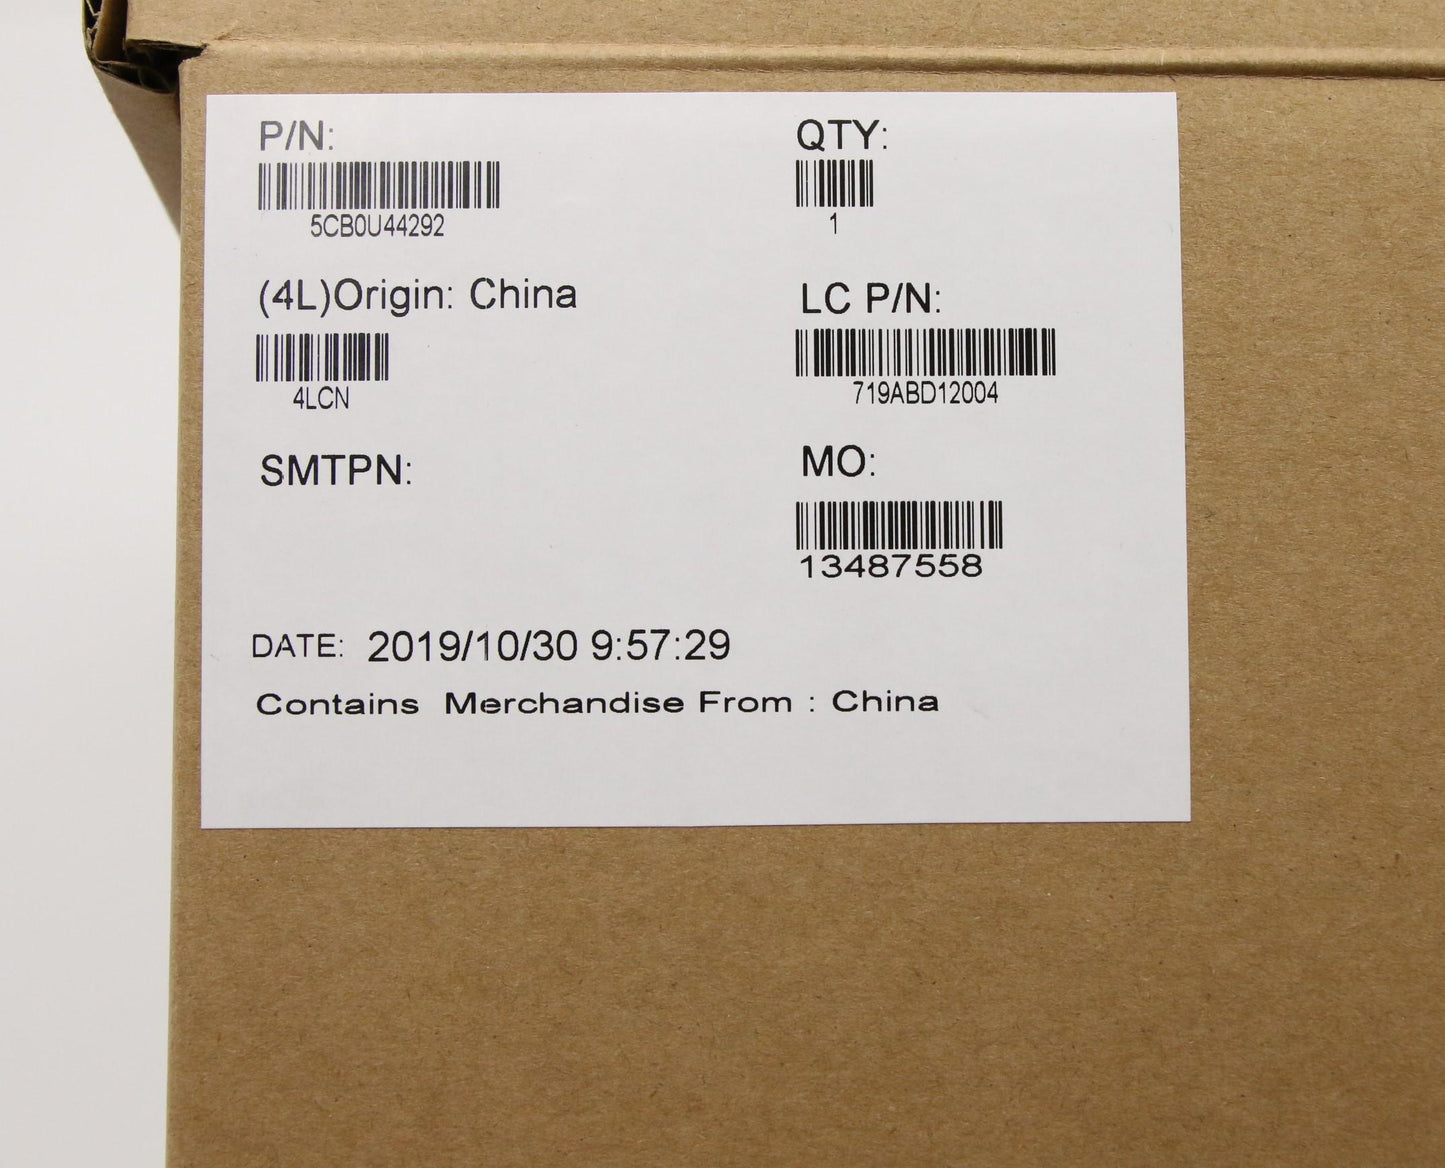 P/N:
5CB0U44292
QTY:
1
(4L)Origin: China
4LCN
LC P/N:
719ABD12004
SMTPN:
MO:
13487558
DATE: 2019/10/30 9:57:29
Contains Merchandise From : China